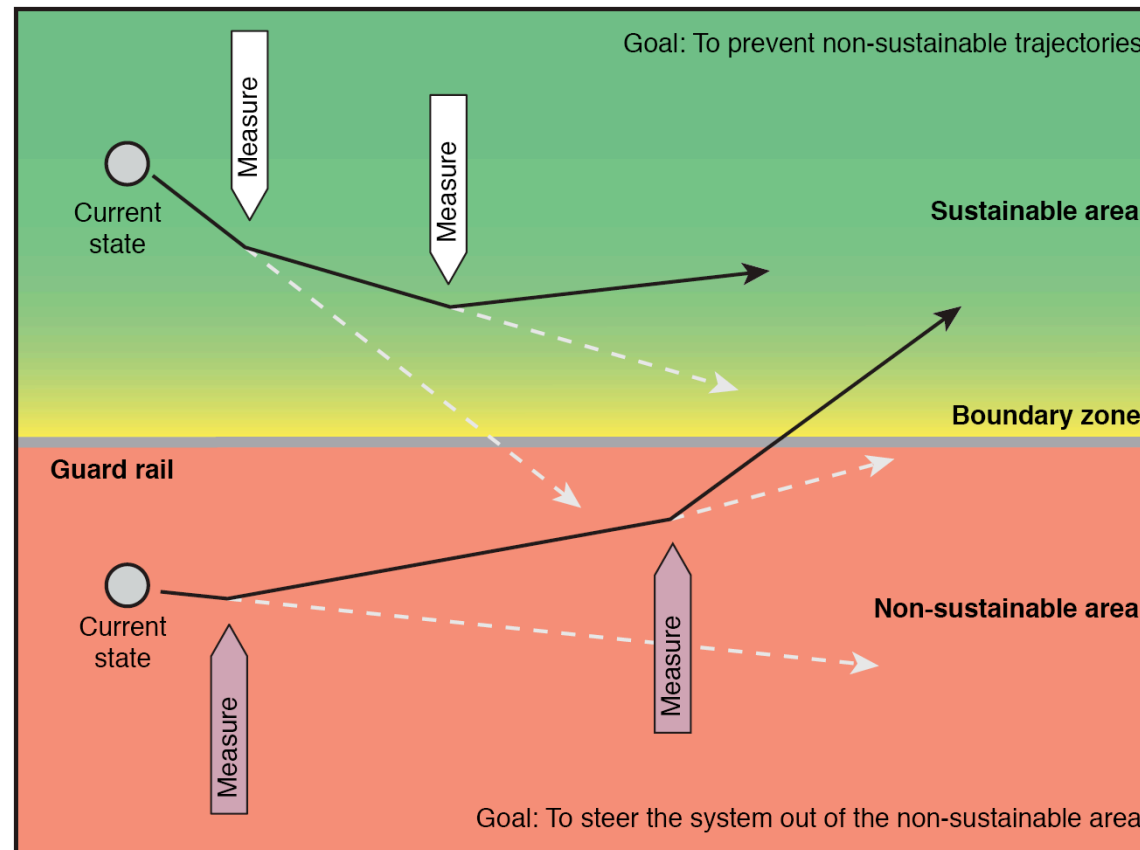 Goal: To prevent non-sustainable trajectories
Measure
Measure
Current
state
Sustainable area
Boundary zone
Guard rail
Current
state
Non-sustainable area
Measure
Measure
Goal: To steer the system out of the non-sustainable area